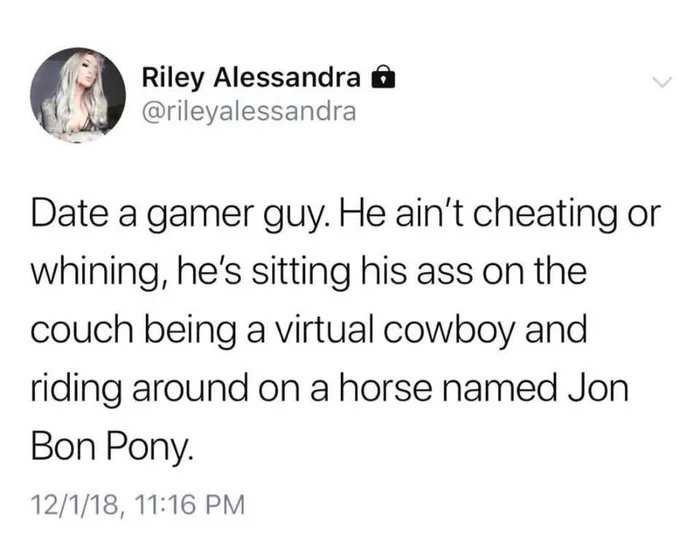 Riley Alessandra
@rileyalessandra
Date a gamer guy. He ain't cheating or
whining, he's sitting his ass on the
couch being a virtual cowboy and
riding around on a horse named Jon
Bon Pony.
12/1/18, 11:16 PM